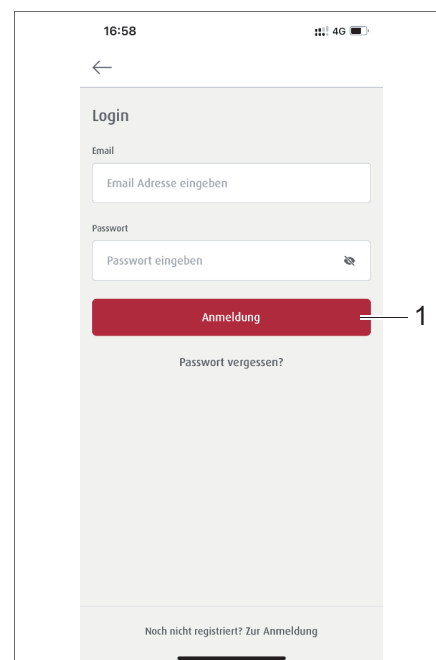 16:58
4G
Login
Email
Email Adresse eingeben
Passwort
Passwort eingeben
Anmeldung
1
Passwort vergessen?
Noch nicht registriert? Zur Anmeldung